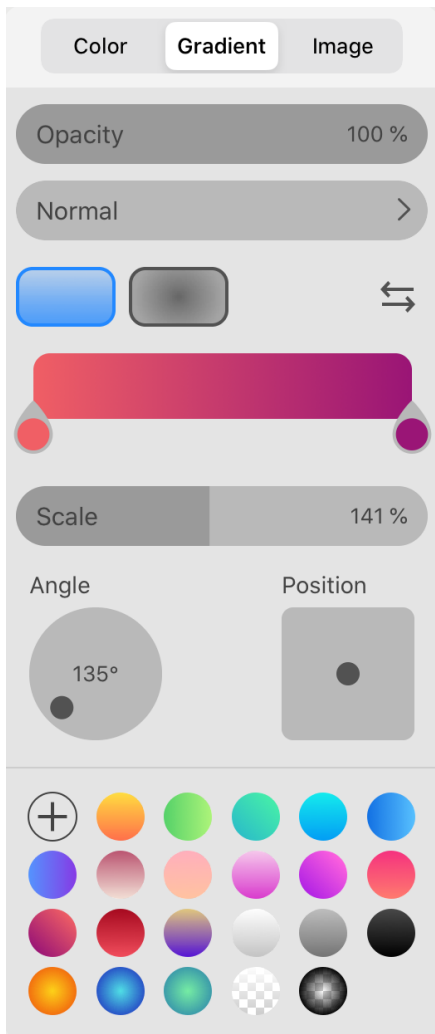 Color Gradient Image
Opacity 100 %
Normal
Scale 141 %
Angle Position
135°